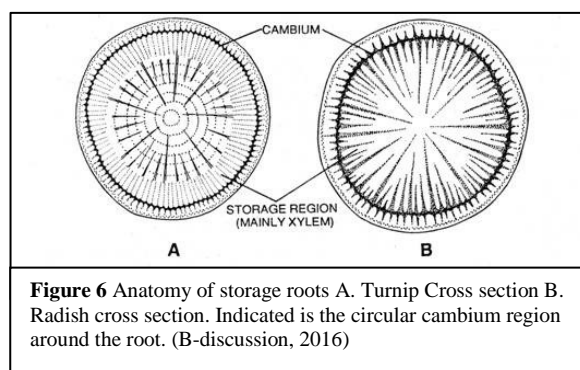 CAMBIUM
STORAGE REGION
(MAINLY XYLEM)
A
B
Figure 6 Anatomy of storage roots A. Turnip Cross section B.
Radish cross section. Indicated is the circular cambium region
around the root. (B-discussion, 2016)